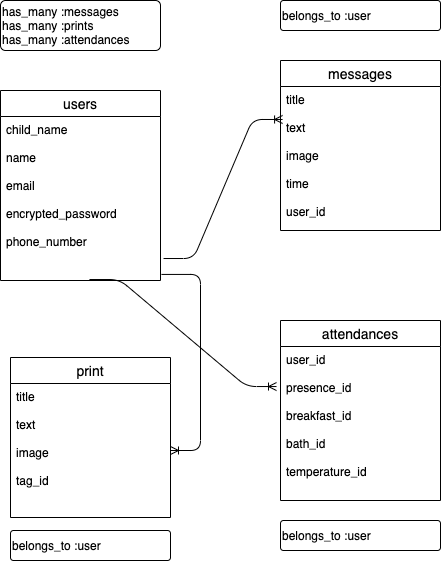 has_many :messages
has_many :prints
has_many :attendances
belongs_to :user
users
child_name
name
email
encrypted_password
phone_number
messages
title
text
image
time
user_id
print
title
text
image
tag_id
belongs_to :user
attendances
user_id
presence_id
breakfast_id
bath_id
temperature_id
belongs_to :user